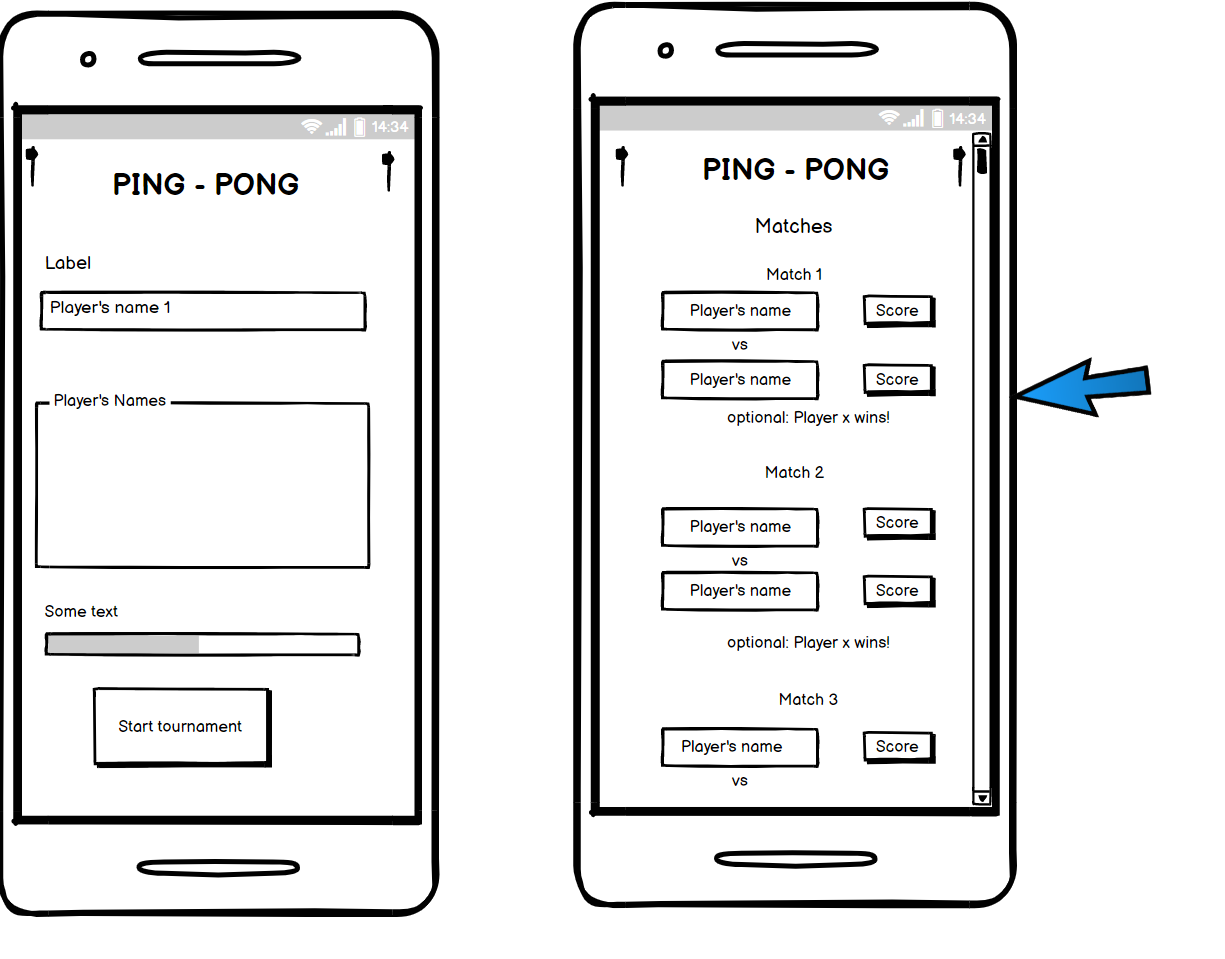 14:34
PING - PONG
Label
Player's name 1
Player's Names
Some text
Start tournament
14:34
PING - PONG
Matches
Match 1
Player's name Score
vs
Player's name Score
optional: Player x wins!
Match 2
Player's name Score
vs
Player's name Score
optional: Player x wins!
Match 3
Player's name Score
vs